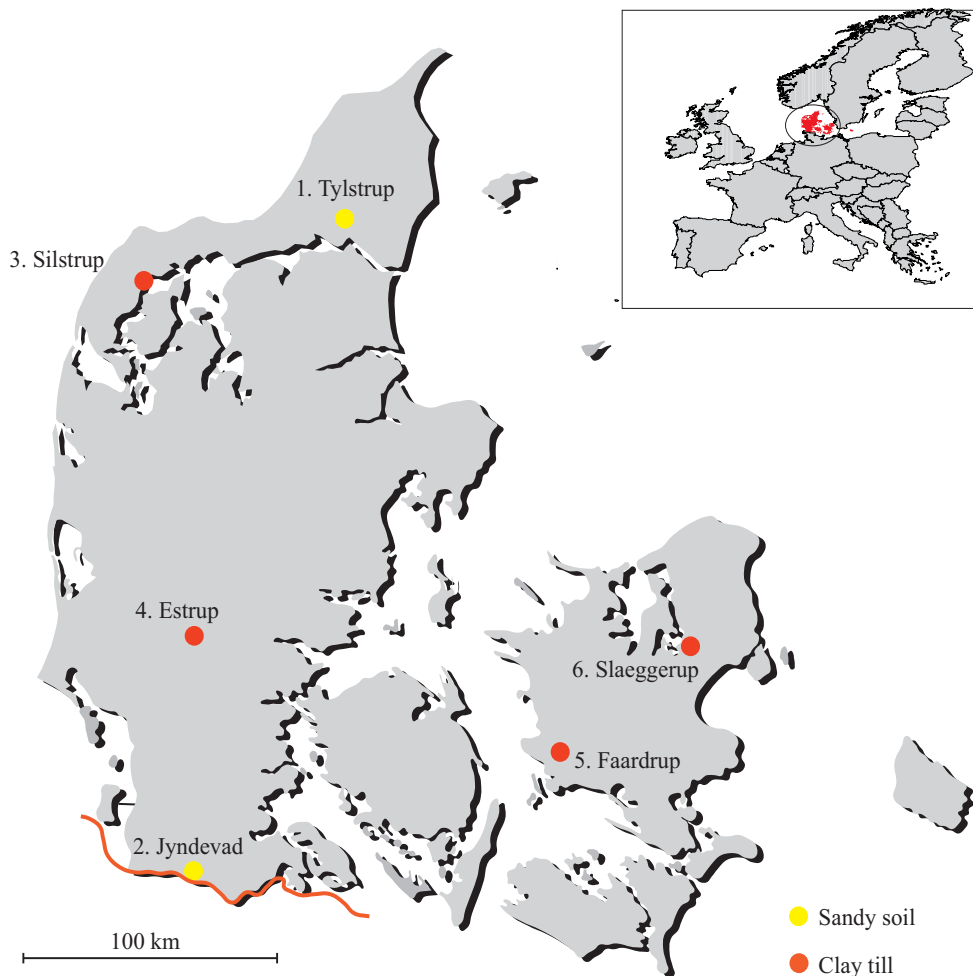 1. Tylstrup
3. Silstrup
4. Estrup
6. Slaeggerup
5. Faardrup
2. Jyndevad
Sandy soil
100 km
Clay till